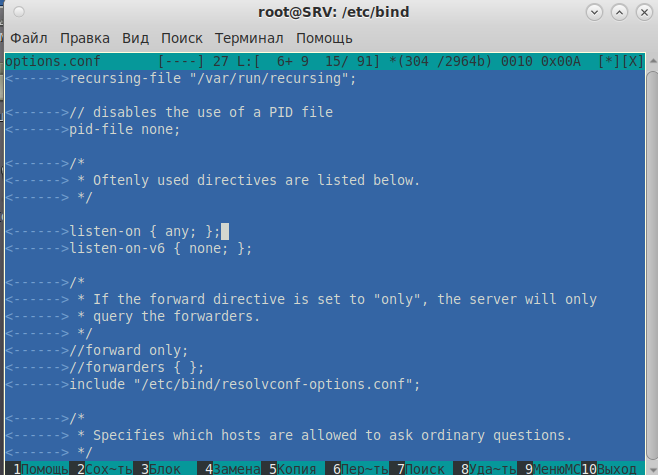 root@SRV: /etc/bind
Файл Правка Вид Поиск Терминал Помощь
options.conf [----] 27 L:[ 6+ 9 15/ 91] *(304 /2964b) 0010 0x00A [*][X]
<------>recursing-file "/var/run/recursing";
<------>// disables the use of a PID file
<------>pid-file none;
<------>/*
<------> * Oftenly used directives are listed below.
<------> */
<------>listen-on { any; };
<------>listen-on-v6 { none; };
<------>/*
<------> * If the forward directive is set to "only", the server will only
<------> * query the forwarders.
<------> */
<------>//forward only;
<------>//forwarders { };
<------>include "/etc/bind/resolvconf-options.conf";
<------>/*
<------> * Specifies which hosts are allowed to ask ordinary questions.
<------> */
1Помощь 2Сох~ть 3Блок 4Замена 5Копия 6Пер~ть 7Поиск 8Уда~ть 9МенюMC 10Выход